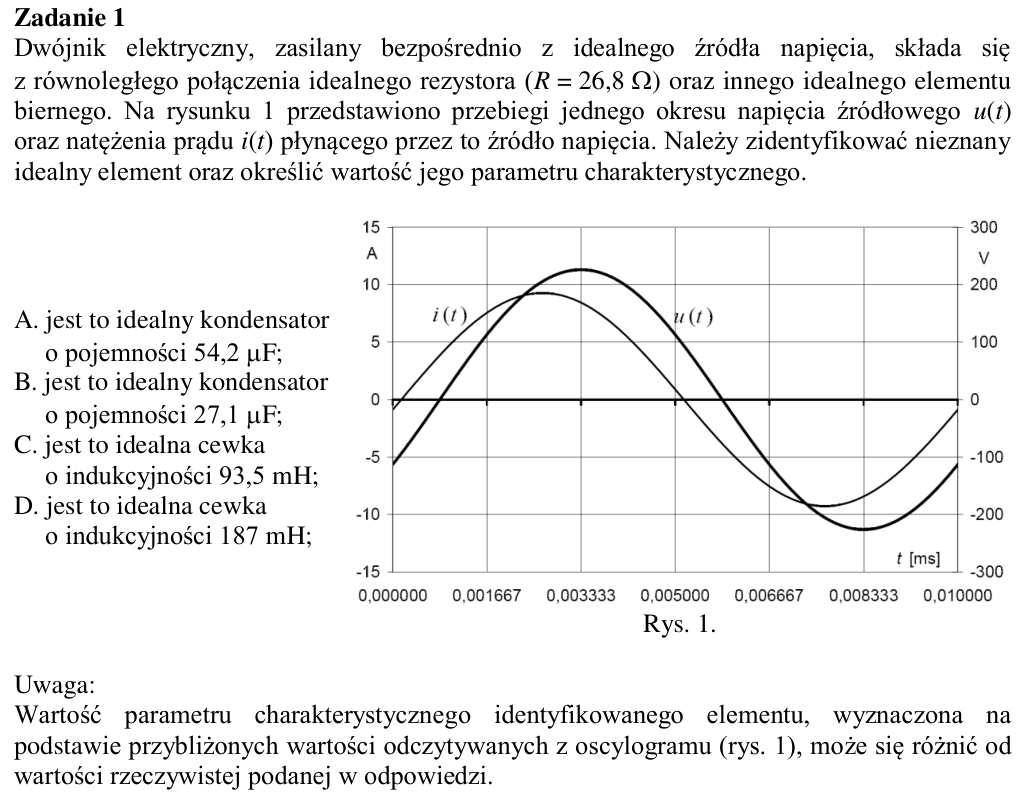 Zadanie 1
Dwójnik elektryczny, zasilany bezpośrednio z idealnego źródła napięcia, składa się
z równoległego połączenia idealnego rezystora (R = 26,8 Ω) oraz innego idealnego elementu
biernego. Na rysunku 1 przedstawiono przebiegi jednego okresu napięcia źródłowego u(t)
oraz natężenia prądu i(t) płynącego przez to źródło napięcia. Należy zidentyfikować nieznany
idealny element oraz określić wartość jego parametru charakterystycznego.
A. jest to idealny kondensator
o pojemności 54,2 µF;
B. jest to idealny kondensator
o pojemności 27,1 µF;
C. jest to idealna cewka
o indukcyjności 93,5 mH;
D. jest to idealna cewka
o indukcyjności 187 mH;
15
A
10
5
0
-5
-10
-15
i (t)
u (t)
300
V
200
100
0
-100
-200
-300
t [ms]
0,000000 0,001667 0,003333 0,005000 0,006667 0,008333 0,010000
Rys. 1.
Uwaga:
Wartość parametru charakterystycznego identyfikowanego elementu, wyznaczona na
podstawie przybliżonych wartości odczytywanych z oscylogramu (rys. 1), może się różnić od
wartości rzeczywistej podanej w odpowiedzi.